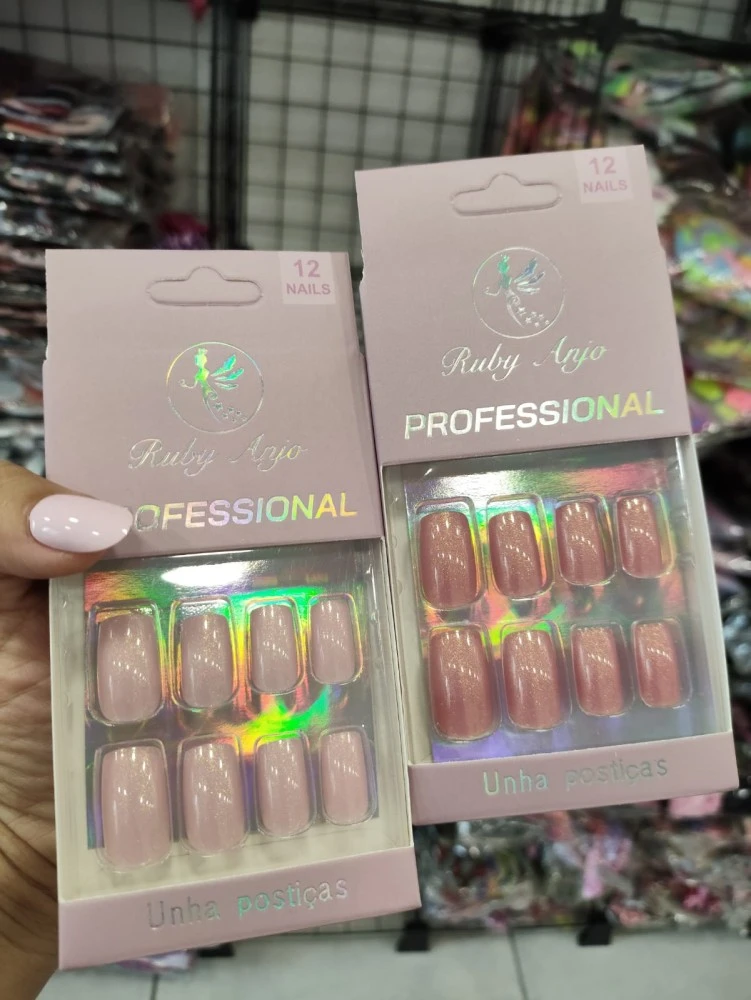 12
NAILS
Ruby Anjo
OFESSIONAL
Unha postiças
12
NAILS
Ruby Anjo
PROFESSIONAL
Unha postiças